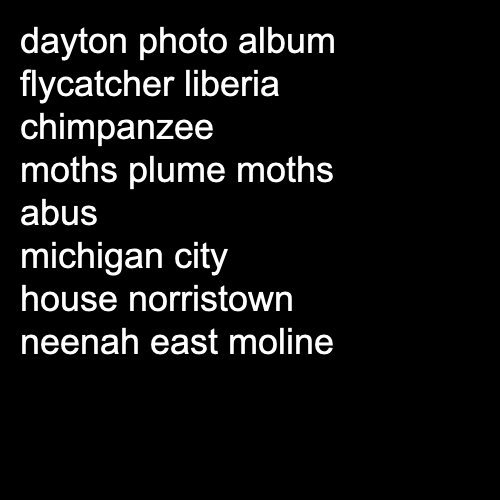 dayton photo album
flycatcher liberia
chimpanzee
moths plume moths
abus
michigan city
house norristown
neenah east moline